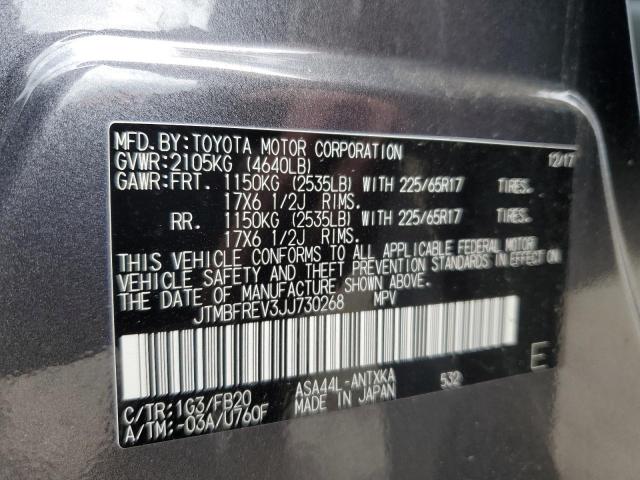 MFD.BY:TOYOTA MOTOR CORPORATION 12/17
GVWR:2105KG (4640LB)
GAWR:FRT. 1150KG (2535LB) WITH 225/65R17 TIRES.
17X6 1/2J RIMS.
RR. 1150KG (2535LB) WITH 225/65R17 TIRES.
17X6 1/2J RIMS.
THIS VEHICLE CONFORMS TO ALL APPLICABLE FEDERAL MOTOR
VEHICLE SAFETY AND THEFT PREVENTION STANDARDS IN EFFECT ON
THE DATE OF MANUFACTURE SHOWN ABOVE.
JTMBFREV3JJ730268 MPV
E
C/TR:1G3/FB20 ASA44L-ANTXKA 532
A/TM:-03A/U760F MADE IN JAPAN